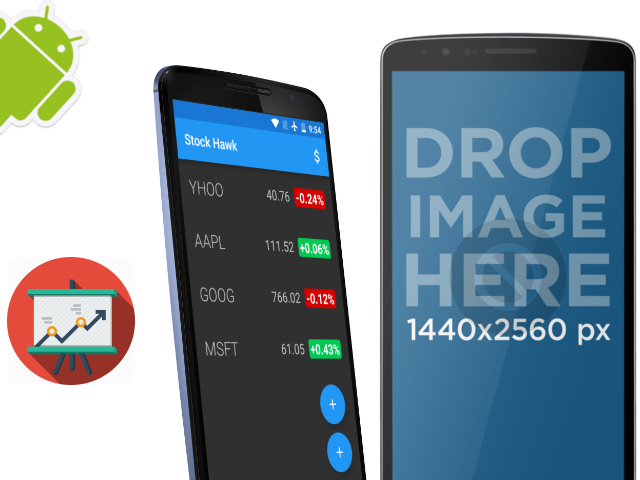 9:54
Stock Hawk $
YHOO 40.76 -0.24%
AAPL 111.52 +0.06%
GOOG 766.02 -0.12%
MSFT 61.05 +0.43%
+
+
DROP
IMAGE
HERE
1440x2560 px